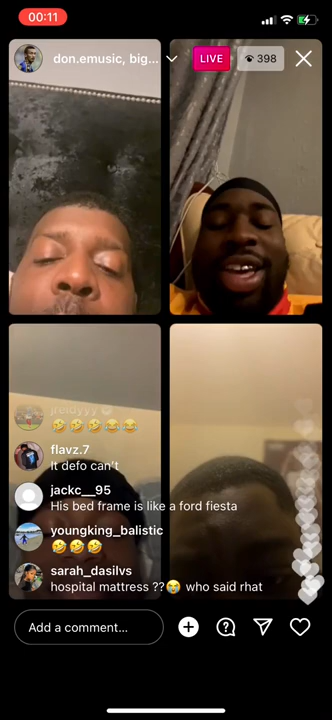 00:11
don.emusic, big...
LIVE
398
jreidyyy
🤣🤣🤣😂😂
flavz.7
It defo can't
jackc__95
His bed frame is like a ford fiesta
youngking_balistic
🤣🤣🤣
sarah_dasilvs
hospital mattress ??😭 who said rhat
Add a comment...